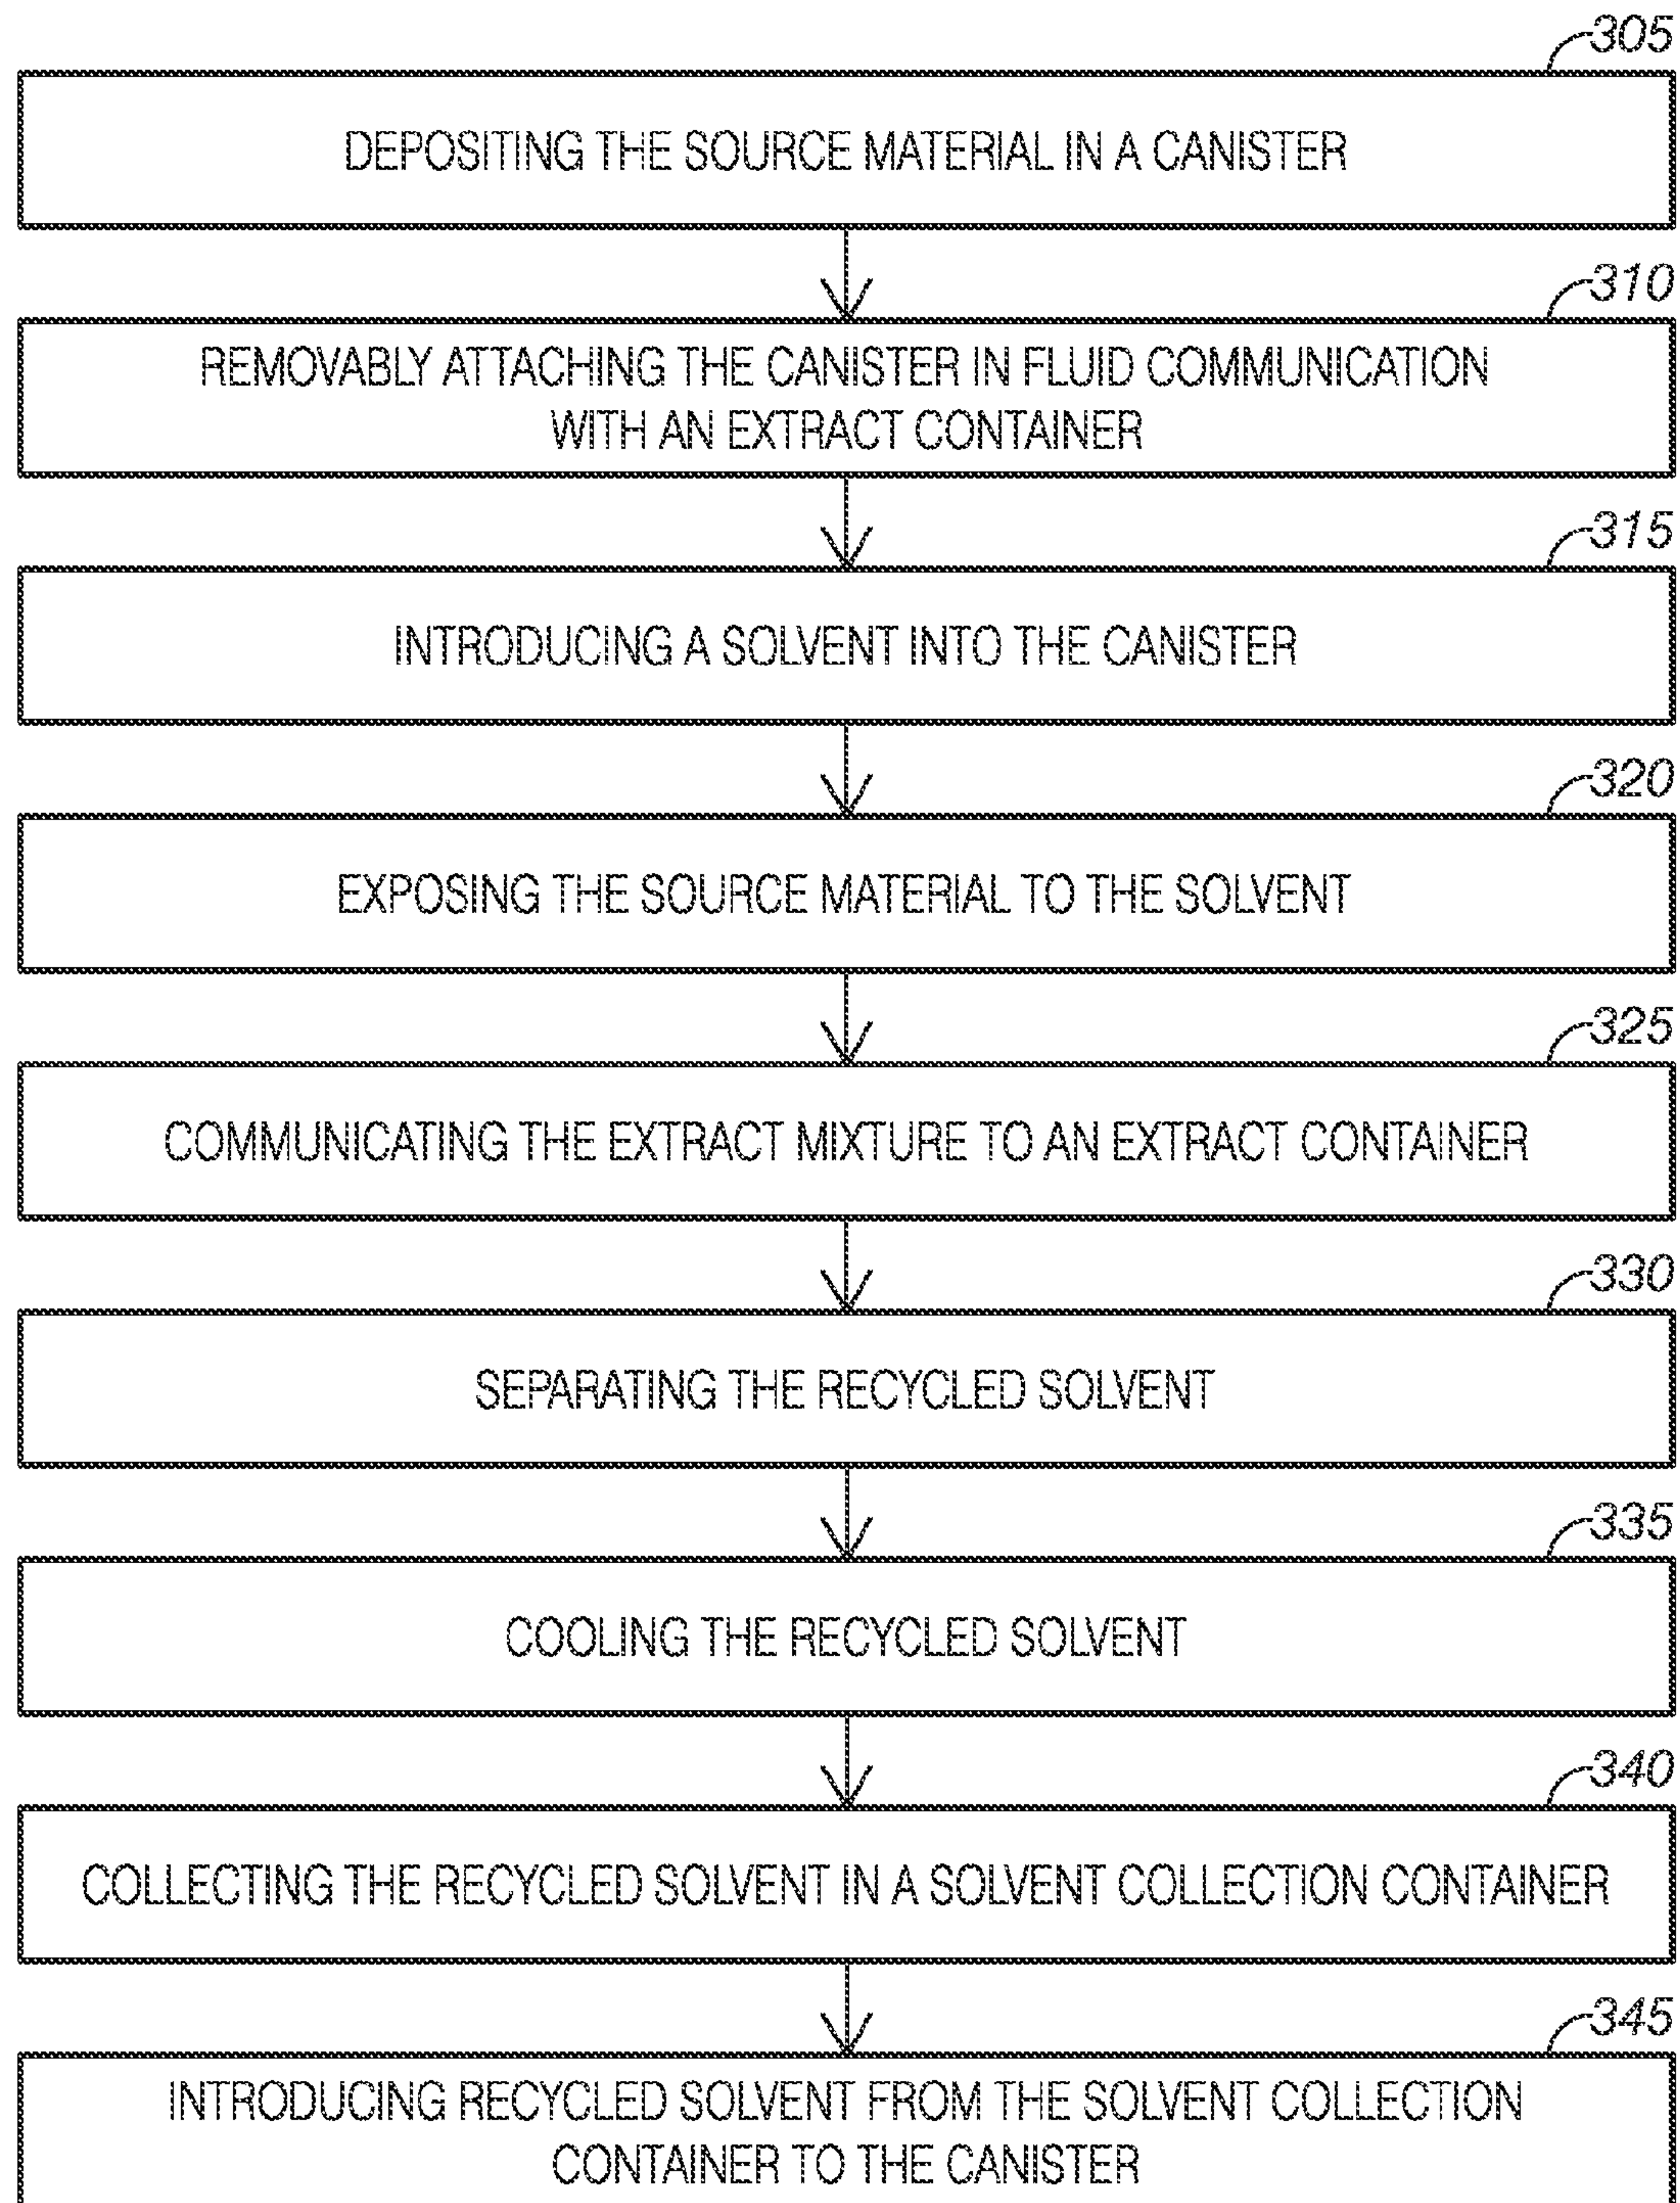 305
DEPOSITING THE SOURCE MATERIAL IN A CANISTER
310
REMOVABLY ATTACHING THE CANISTER IN FLUID COMMUNICATION
WITH AN EXTRACT CONTAINER
315
INTRODUCING A SOLVENT INTO THE CANISTER
320
EXPOSING THE SOURCE MATERIAL TO THE SOLVENT
325
COMMUNICATING THE EXTRACT MIXTURE TO AN EXTRACT CONTAINER
330
SEPARATING THE RECYCLED SOLVENT
335
COOLING THE RECYCLED SOLVENT
340
COLLECTING THE RECYCLED SOLVENT IN A SOLVENT COLLECTION CONTAINER
345
INTRODUCING RECYCLED SOLVENT FROM THE SOLVENT COLLECTION
CONTAINER TO THE CANISTER